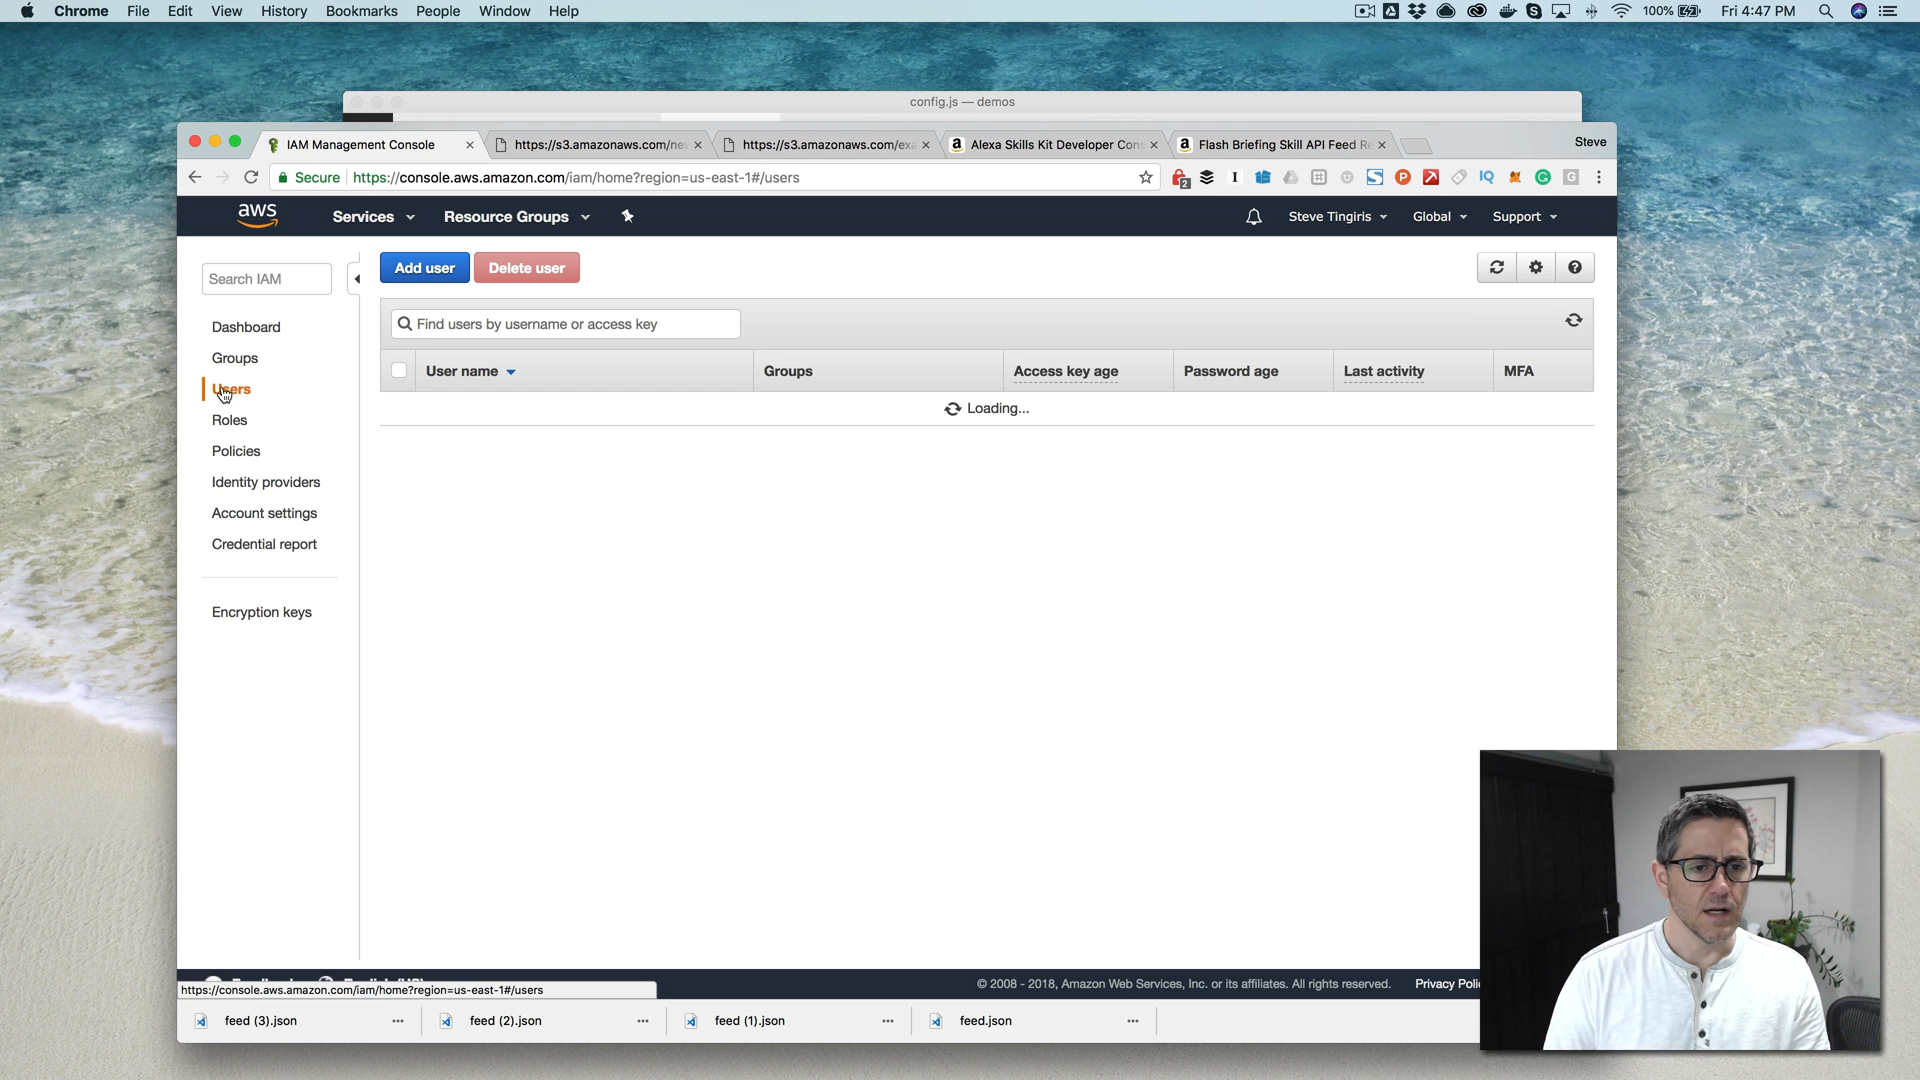 Chrome File Edit View History Bookmarks People Window Help 100% Fri 4:47 PM
config.js — demos
IAM Management Console https://s3.amazonaws.com/ne https://s3.amazonaws.com/exa Alexa Skills Kit Developer Con Flash Briefing Skill API Feed Re Steve
Secure https://console.aws.amazon.com/iam/home?region=us-east-1#/users
aws Services Resource Groups Steve Tingiris Global Support
Search IAM
Add user Delete user
Find users by username or access key
Dashboard
Groups
Users
Roles
Policies
Identity providers
Account settings
Credential report
Encryption keys
User name Groups Access key age Password age Last activity MFA
Loading...
© 2008 - 2018, Amazon Web Services, Inc. or its affiliates. All rights reserved. Privacy Poli
https://console.aws.amazon.com/iam/home?region=us-east-1#/users
feed (3).json feed (2).json feed (1).json feed.json